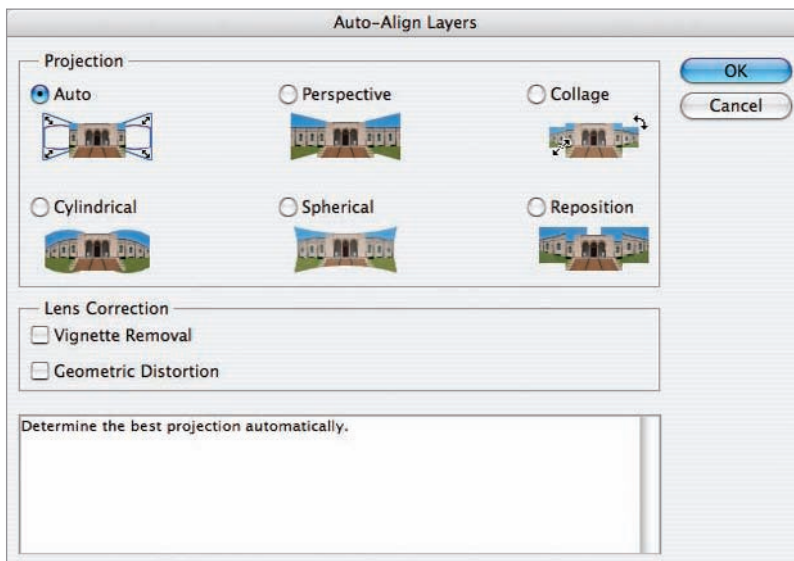 Auto-Align Layers
Projection
Auto
Perspective
Collage
Cylindrical
Spherical
Reposition
OK
Cancel
Lens Correction
Vignette Removal
Geometric Distortion
Determine the best projection automatically.